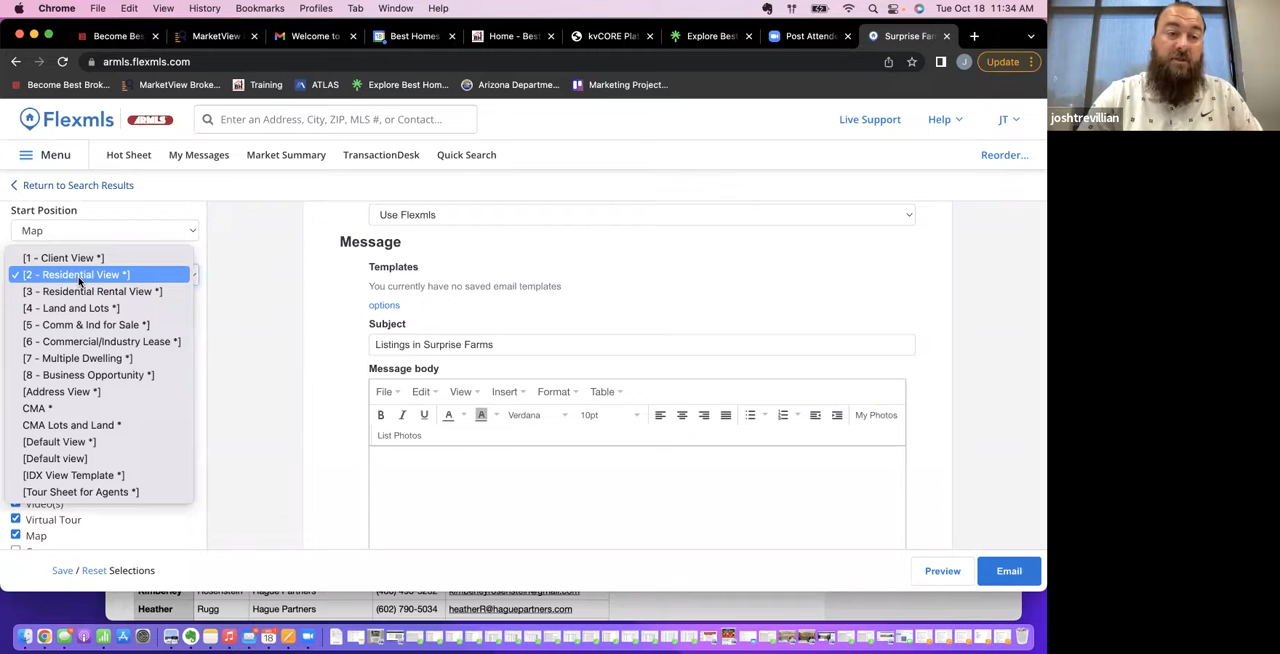 Chrome File Edit View History Bookmarks Profiles Tab Window Help Tue Oct 18 11:34 AM
Become Bes MarketView Welcome to Best Homes Home - Bes kvCORE Pla Explore Best Post Attende Surprise Farm
armls.flexmls.com J Update
Become Best Brok... MarketView Broke... Training ATLAS Explore Best Hom... Arizona Departme... Marketing Project...
Flexmls ARMLS Enter an Address, City, ZIP, MLS #, or Contact... Live Support Help JT
joshtrevillian
Menu Hot Sheet My Messages Market Summary TransactionDesk Quick Search Reorder...
Return to Search Results
Start Position
Map
Use Flexmls
Message
[1 - Client View *]
[2 - Residential View *]
[3 - Residential Rental View *]
[4 - Land and Lots *]
[5 - Comm & Ind for Sale *]
[6 - Commercial/Industry Lease *]
[7 - Multiple Dwelling *]
[8 - Business Opportunity *]
[Address View *]
CMA *
CMA Lots and Land *
[Default View *]
[Default view]
[IDX View Template *]
[Tour Sheet for Agents *]
Video(s)
Virtual Tour
Map
Templates
You currently have no saved email templates
options
Subject
Listings in Surprise Farms
Message body
File Edit View Insert Format Table
B I U A A Verdana 10pt My Photos
List Photos
Save / Reset Selections Preview Email
Heather Rugg Hague Partners (602) 790-5034 heatherR@haguepartners.com